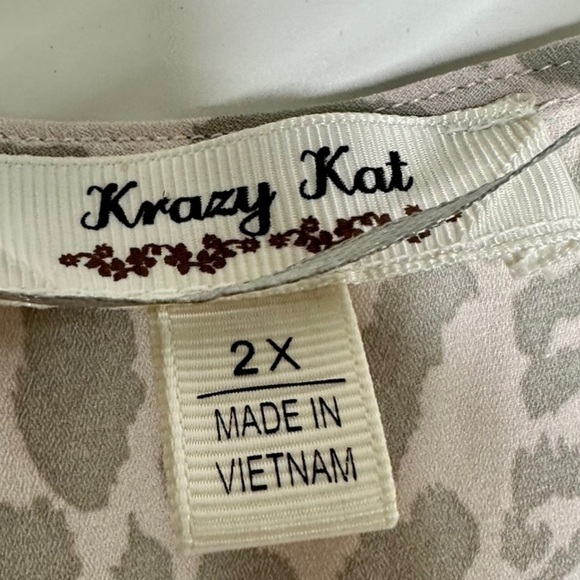 Krazy Kat
2X
MADE IN
VIETNAM